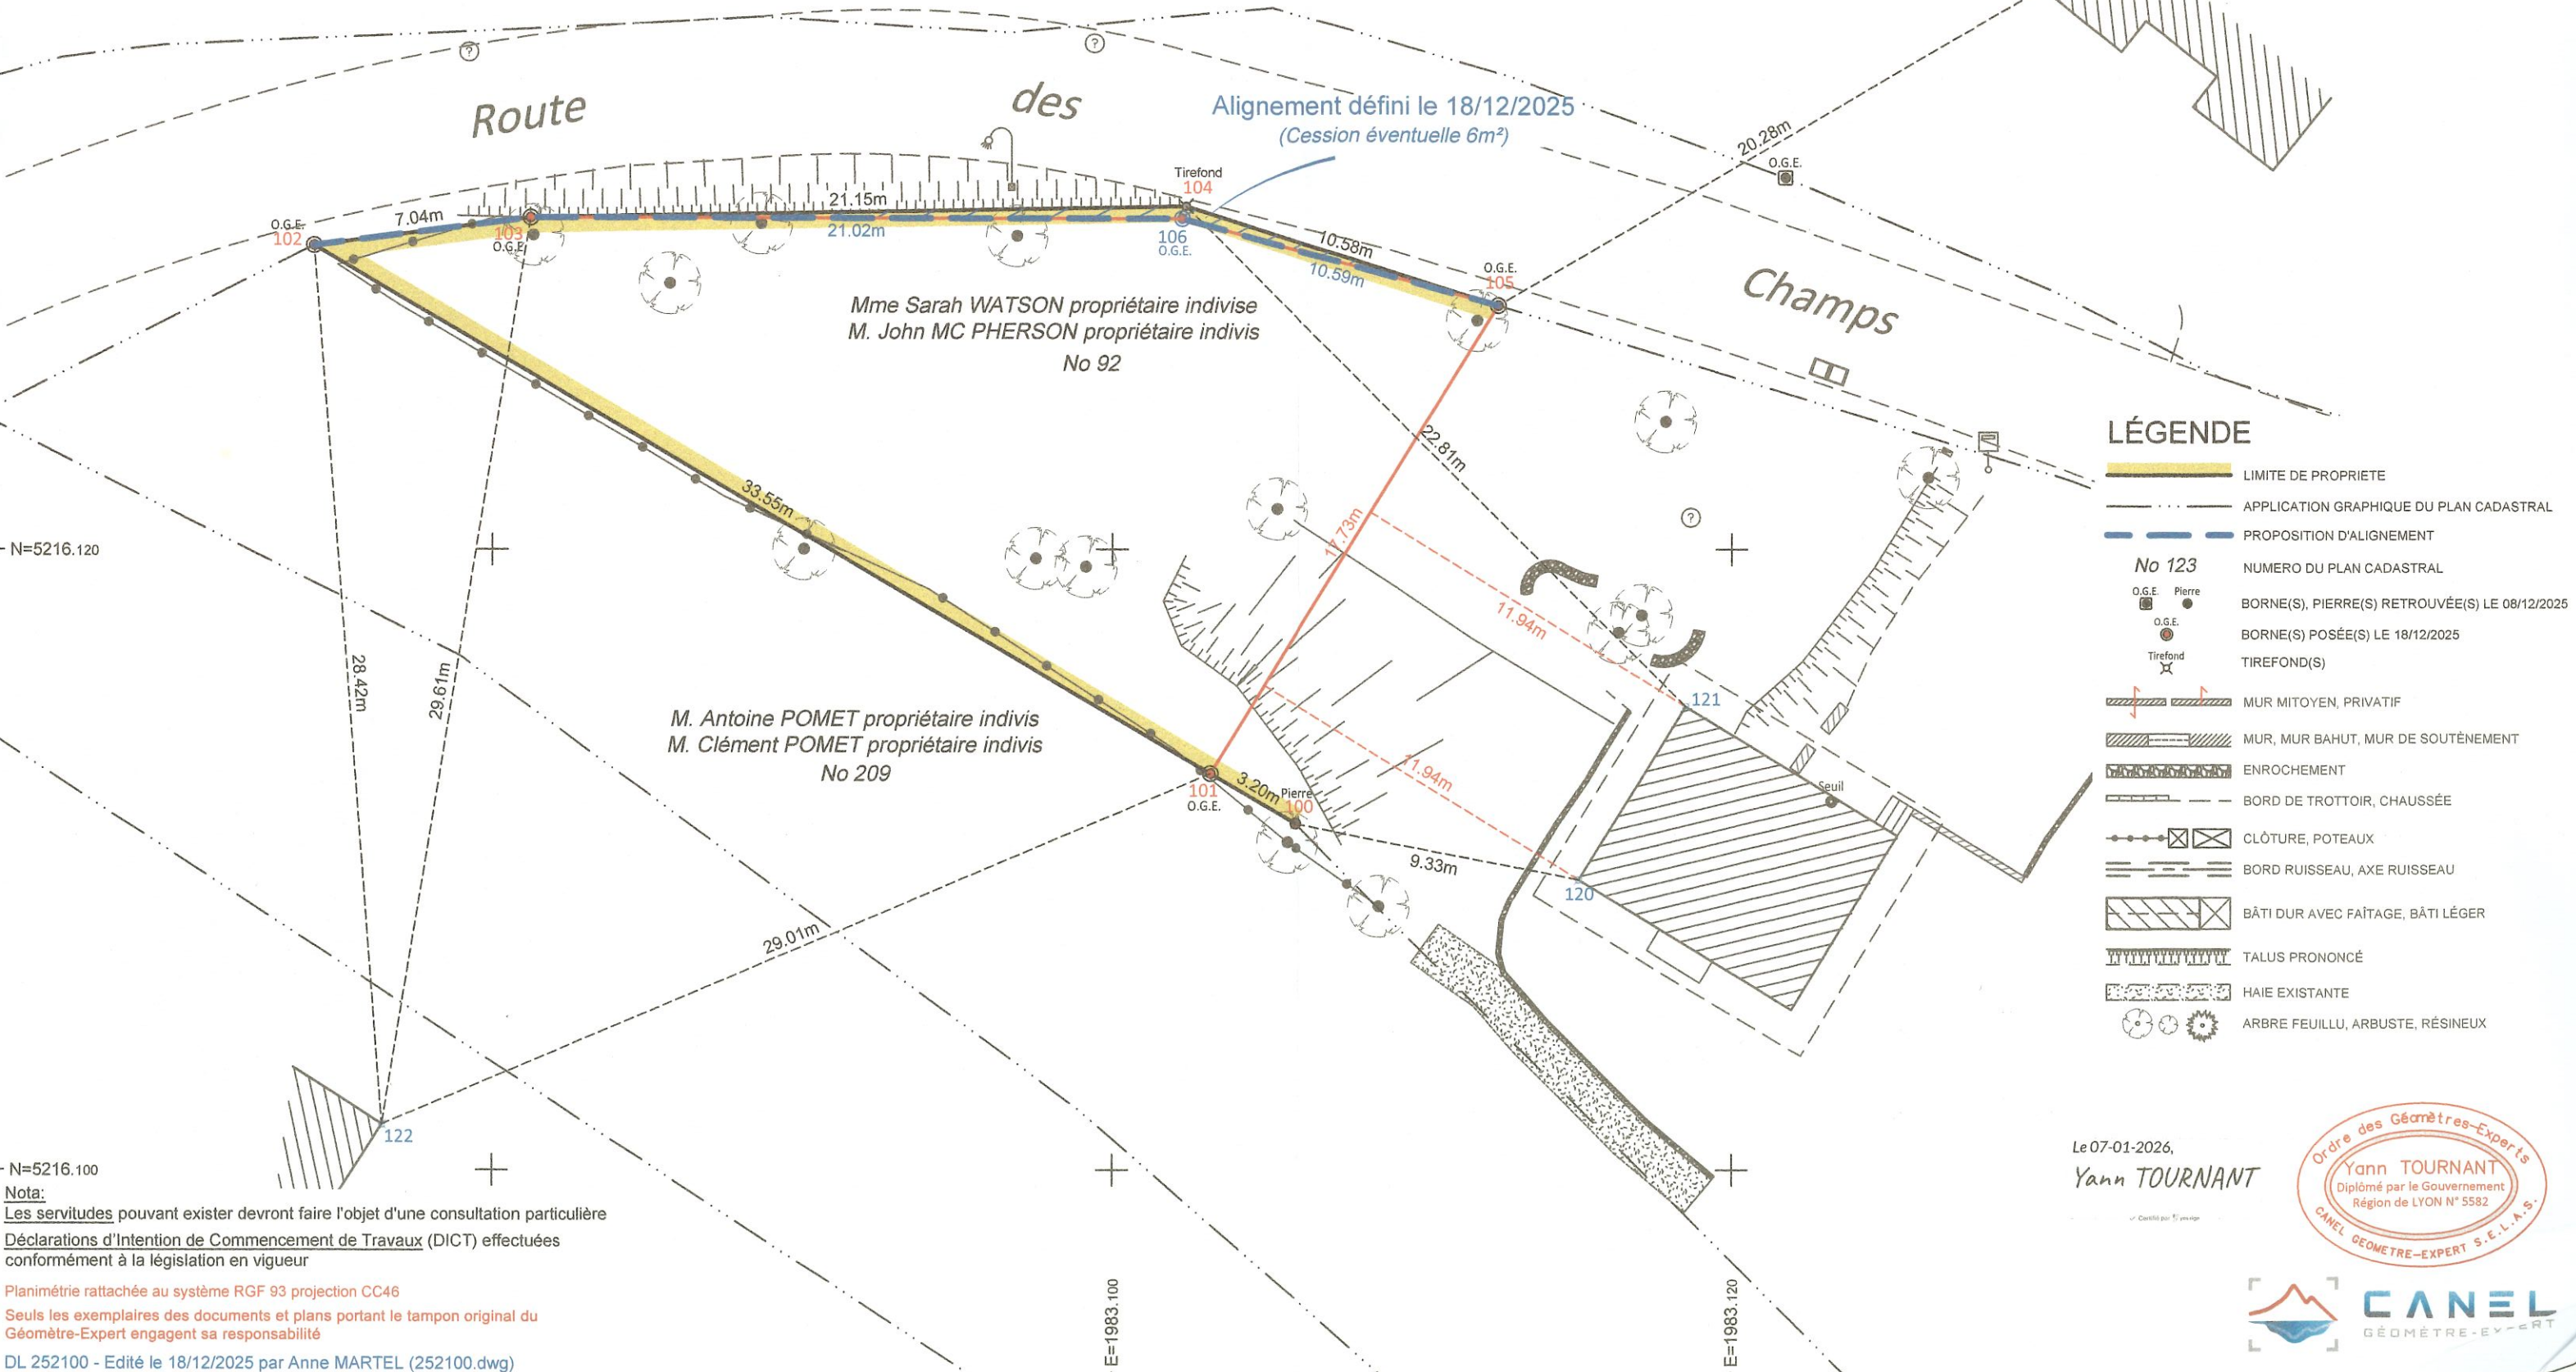 Route
des
Champs
Alignement défini le 18/12/2025
(Cession éventuelle 6m²)
20.28m
O.G.E.
?
?
O.G.E.
102
7.04m
103
O.G.E.
21.15m
21.02m
Tirefond
104
106
O.G.E.
10.58m
10.59m
O.G.E.
105
Mme Sarah WATSON propriétaire indivise
M. John MC PHERSON propriétaire indivis
No 92
22.81m
33.55m
17.73m
?
11.94m
11.94m
N=5216.120
28.42m
29.61m
M. Antoine POMET propriétaire indivis
M. Clément POMET propriétaire indivis
No 209
101
O.G.E.
3.20m
Pierre
100
9.33m
120
121
Seuil
29.01m
122
N=5216.100
E=1983.100
E=1983.120
Nota:
Les servitudes pouvant exister devront faire l'objet d'une consultation particulière
Déclarations d'Intention de Commencement de Travaux (DICT) effectuées
conformément à la législation en vigueur
Planimétrie rattachée au système RGF 93 projection CC46
Seuls les exemplaires des documents et plans portant le tampon original du
Géomètre-Expert engagent sa responsabilité
DL 252100 - Edité le 18/12/2025 par Anne MARTEL (252100.dwg)
LÉGENDE
LIMITE DE PROPRIETE
APPLICATION GRAPHIQUE DU PLAN CADASTRAL
PROPOSITION D'ALIGNEMENT
No 123 NUMERO DU PLAN CADASTRAL
O.G.E. Pierre
BORNE(S), PIERRE(S) RETROUVÉE(S) LE 08/12/2025
O.G.E.
BORNE(S) POSÉE(S) LE 18/12/2025
Tirefond
TIREFOND(S)
MUR MITOYEN, PRIVATIF
MUR, MUR BAHUT, MUR DE SOUTÈNEMENT
ENROCHEMENT
BORD DE TROTTOIR, CHAUSSÉE
CLÔTURE, POTEAUX
BORD RUISSEAU, AXE RUISSEAU
BÂTI DUR AVEC FAÎTAGE, BÂTI LÉGER
TALUS PRONONCÉ
HAIE EXISTANTE
ARBRE FEUILLU, ARBUSTE, RÉSINEUX
Le 07-01-2026,
Yann TOURNANT
Certifié par
Ordre des Géomètres-Experts
Yann TOURNANT
Diplômé par le Gouvernement
Région de LYON N° 5582
CANEL GEOMETRE-EXPERT S.E.L.A.S.
CANEL
GÉOMÈTRE-EXPERT